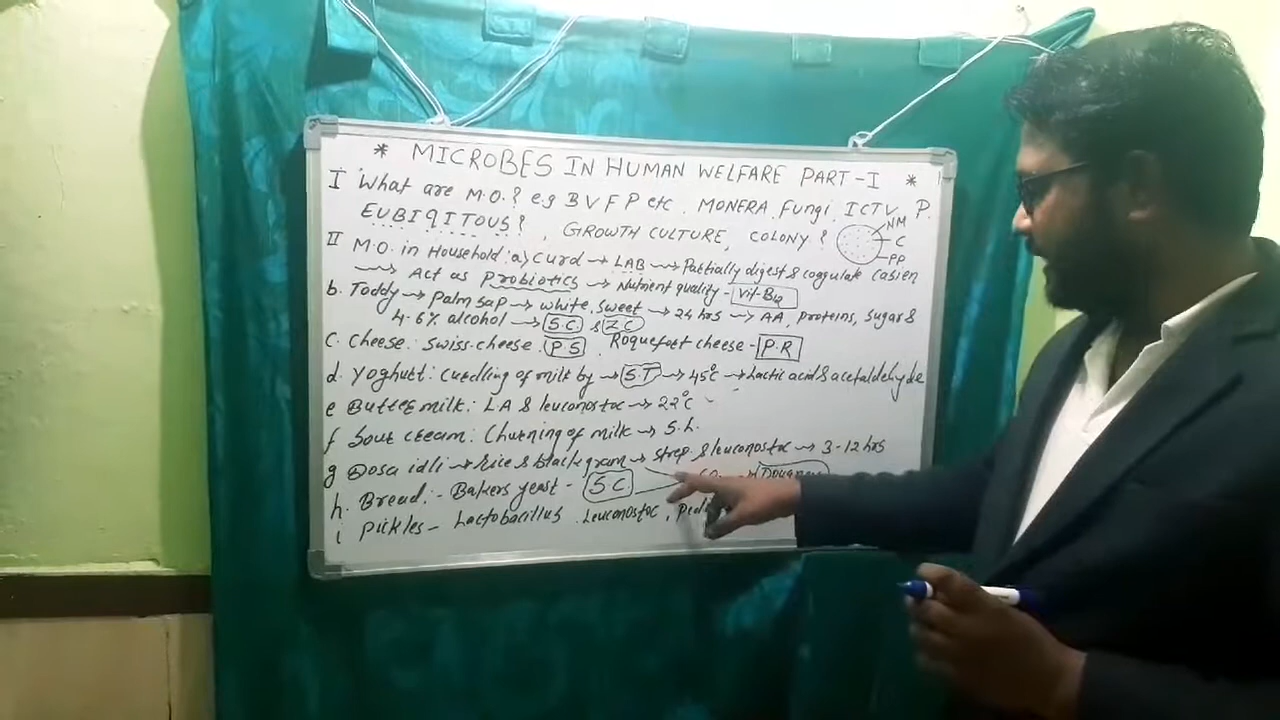 * MICROBES IN HUMAN WELFARE PART-I *
I What are M.O.? e.g B V F P etc. MONERA Fungi, ICTV, P.
EUBIQITOUS? , GROWTH CULTURE, COLONY?
NM
C
PP
II M.O. in Household: a) Curd → LAB → Partially digest & coagulate casien
→ Act as Probiotics → Nutrient quality - Vit-B12
b. Toddy → palm sap → white, sweet → 24 hrs → AA, proteins, sugar &
4-6% alcohol → S.C. & Z C
C. Cheese: Swiss cheese P S , Roquefort cheese - P.R
d. yoghurt: Curdling of milk by → S.T → 45°C → Lactic acid & acetaldehyde
e Butter milk: LA & leuconostoc → 22°C
f Sour cream: Churning of milk → S.h.
g Dosa idli → Rice & black gram → strep. & leuconostoc → 3-12 hrs
h. Bread:- Bakers yeast - S C
i Pickles - Lactobacillus, Leuconostoc,